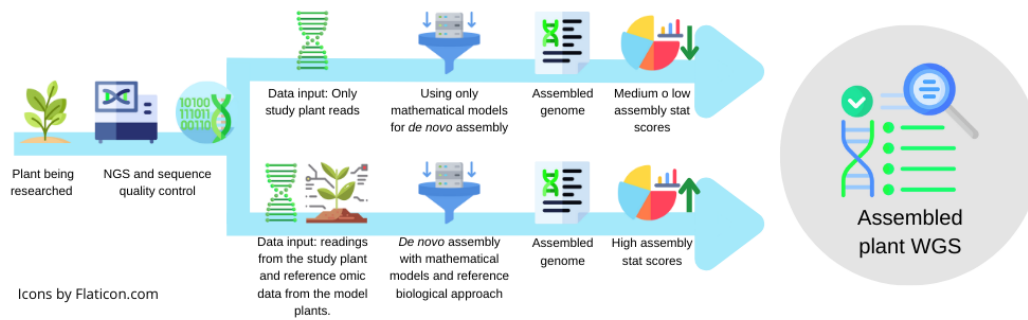 10100
111011
00110
Plant being
researched
NGS and sequence
quality control
Data input: Only
study plant reads
Using only
mathematical models
for de novo assembly
Assembled
genome
Medium o low
assembly stat
scores
Data input: readings
from the study plant
and reference omic
data from the model
plants.
De novo assembly
with mathematical
models and reference
biological approach
Assembled
genome
High assembly
stat scores
Assembled
plant WGS
Icons by Flaticon.com